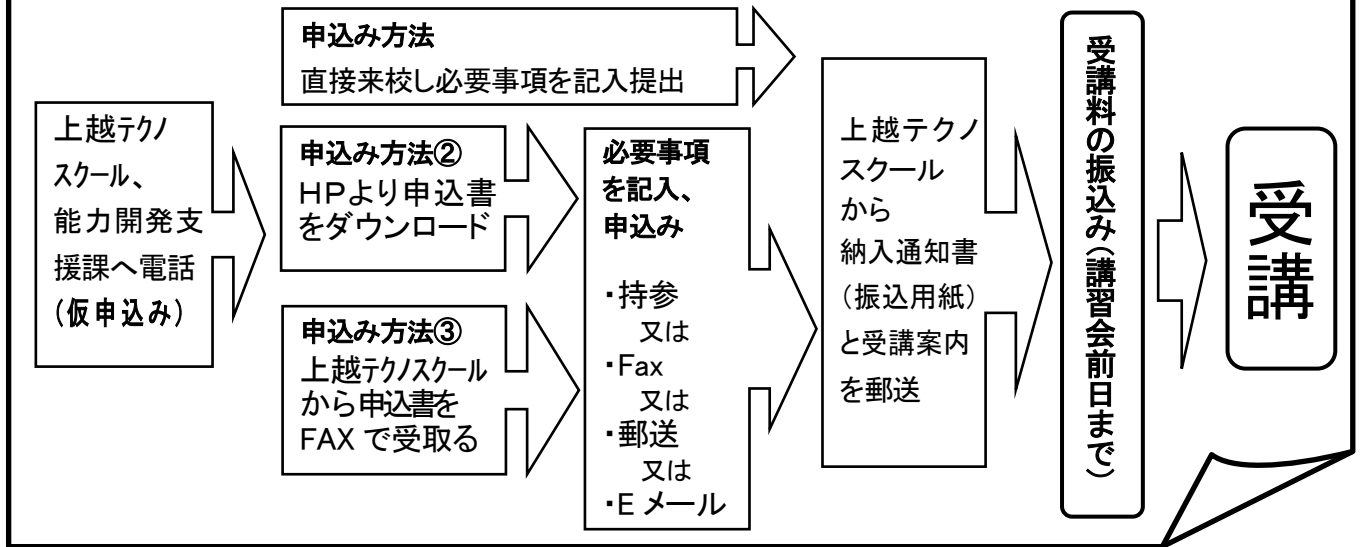 上越テクノ
スクール、
能力開発支
援課へ電話
(仮申込み)
申込み方法
直接来校し必要事項を記入提出
申込み方法②
HPより申込書
をダウンロード
申込み方法③
上越テクノスクール
から申込書を
FAXで受取る
必要事項
を記入、
申込み
・持参
又は
・Fax
又は
・郵送
又は
・Eメール
上越テクノ
スクール
から
納入通知書
(振込用紙)
と受講案内
を郵送
受講料の振込み(講習会前日まで)
受講